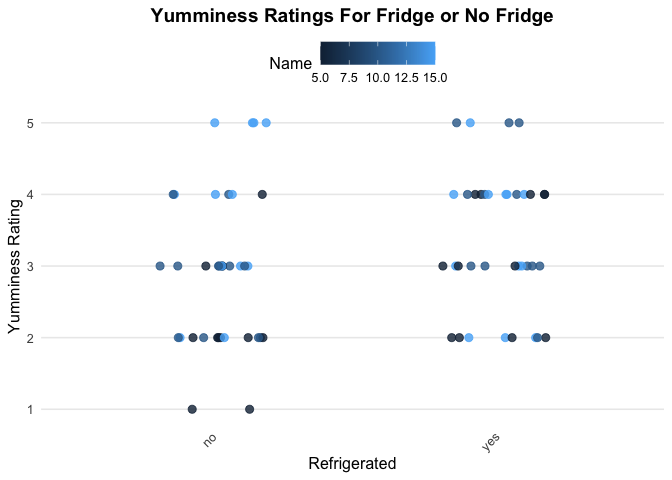 Yumminess Ratings For Fridge or No Fridge
Name
5.0 7.5 10.0 12.5 15.0
Yumminess Rating
5
4
3
2
1
no yes
Refrigerated